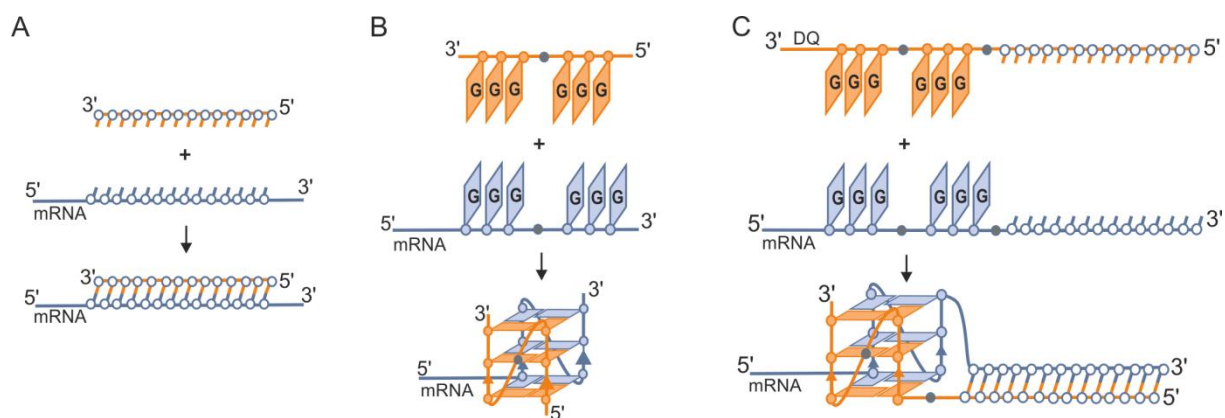 A
3' 5'
+
5' 3'
mRNA
3' 5'
5' 3'
mRNA
B
3' 5'
G G G G G G
+
G G G G G G
5' 3'
mRNA
3' 3'
mRNA
5'
C
3' DQ 5'
G G G G G G
+
G G G G G G
5' 3'
mRNA
3'
5' 3'
mRNA 5'